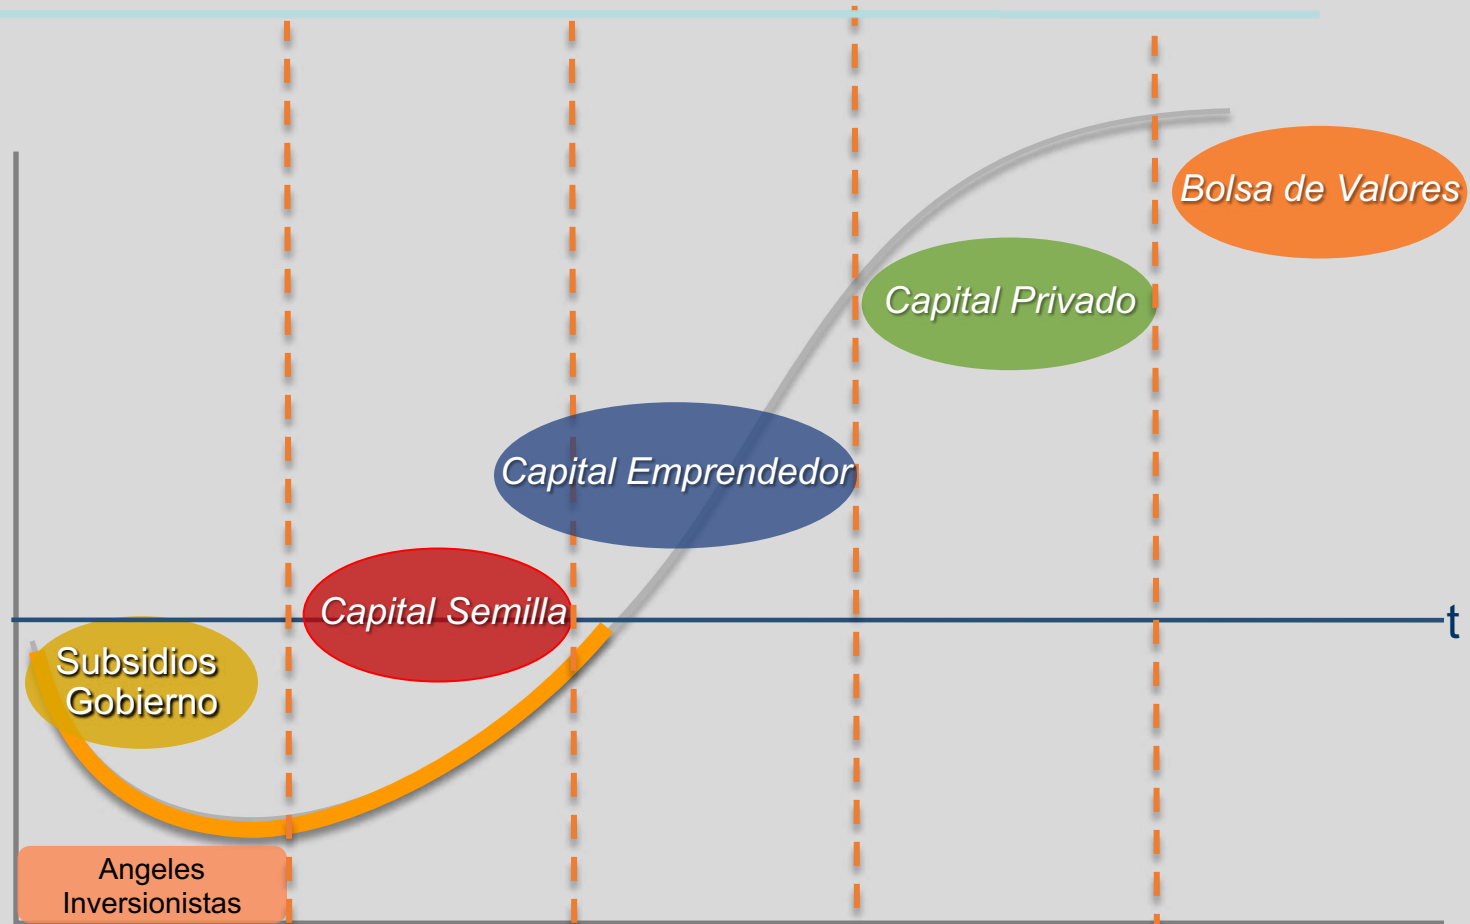 Bolsa de Valores
Capital Privado
Capital Emprendedor
Capital Semilla
t
Subsidios
Gobierno
Angeles
Inversionistas